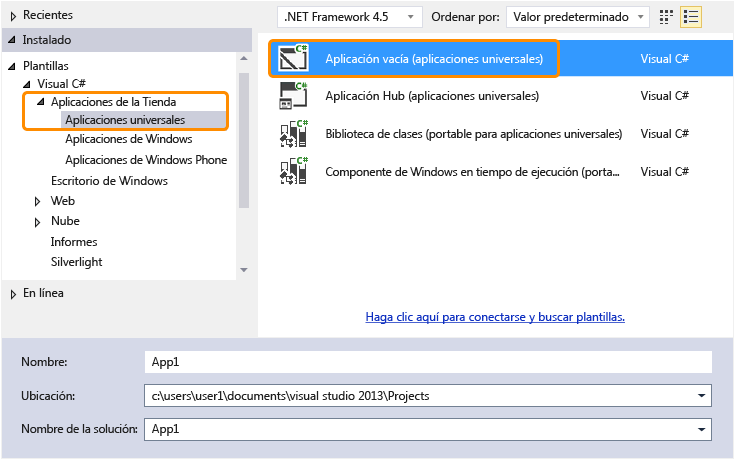 Recientes
Instalado
Plantillas
Visual C#
Aplicaciones de la Tienda
Aplicaciones universales
Aplicaciones de Windows
Aplicaciones de Windows Phone
Escritorio de Windows
Web
Nube
Informes
Silverlight
En línea
.NET Framework 4.5 Ordenar por: Valor predeterminado
C# Aplicación vacía (aplicaciones universales) Visual C#
C# Aplicación Hub (aplicaciones universales) Visual C#
C# Biblioteca de clases (portable para aplicaciones universales) Visual C#
C# Componente de Windows en tiempo de ejecución (porta... Visual C#
Haga clic aquí para conectarse y buscar plantillas.
Nombre: App1
Ubicación: c:\users\user1\documents\visual studio 2013\Projects
Nombre de la solución: App1